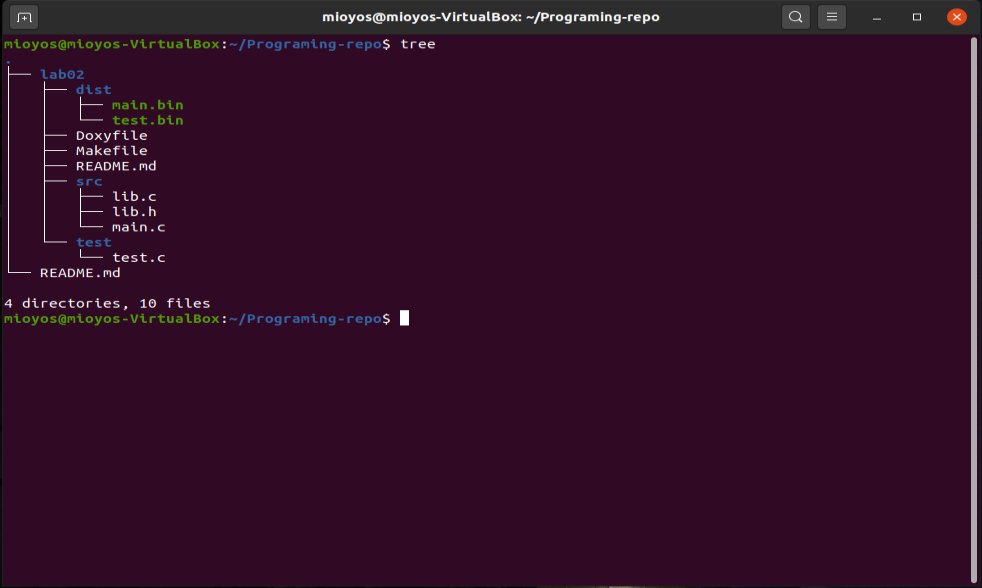 mioyos@mioyos-VirtualBox: ~/Programing-repo
mioyos@mioyos-VirtualBox:~/Programing-repo$ tree
.
├── lab02
│   ├── dist
│   │   ├── main.bin
│   │   └── test.bin
│   ├── Doxyfile
│   ├── Makefile
│   ├── README.md
│   ├── src
│   │   ├── lib.c
│   │   ├── lib.h
│   │   └── main.c
│   └── test
│       └── test.c
└── README.md
4 directories, 10 files
mioyos@mioyos-VirtualBox:~/Programing-repo$